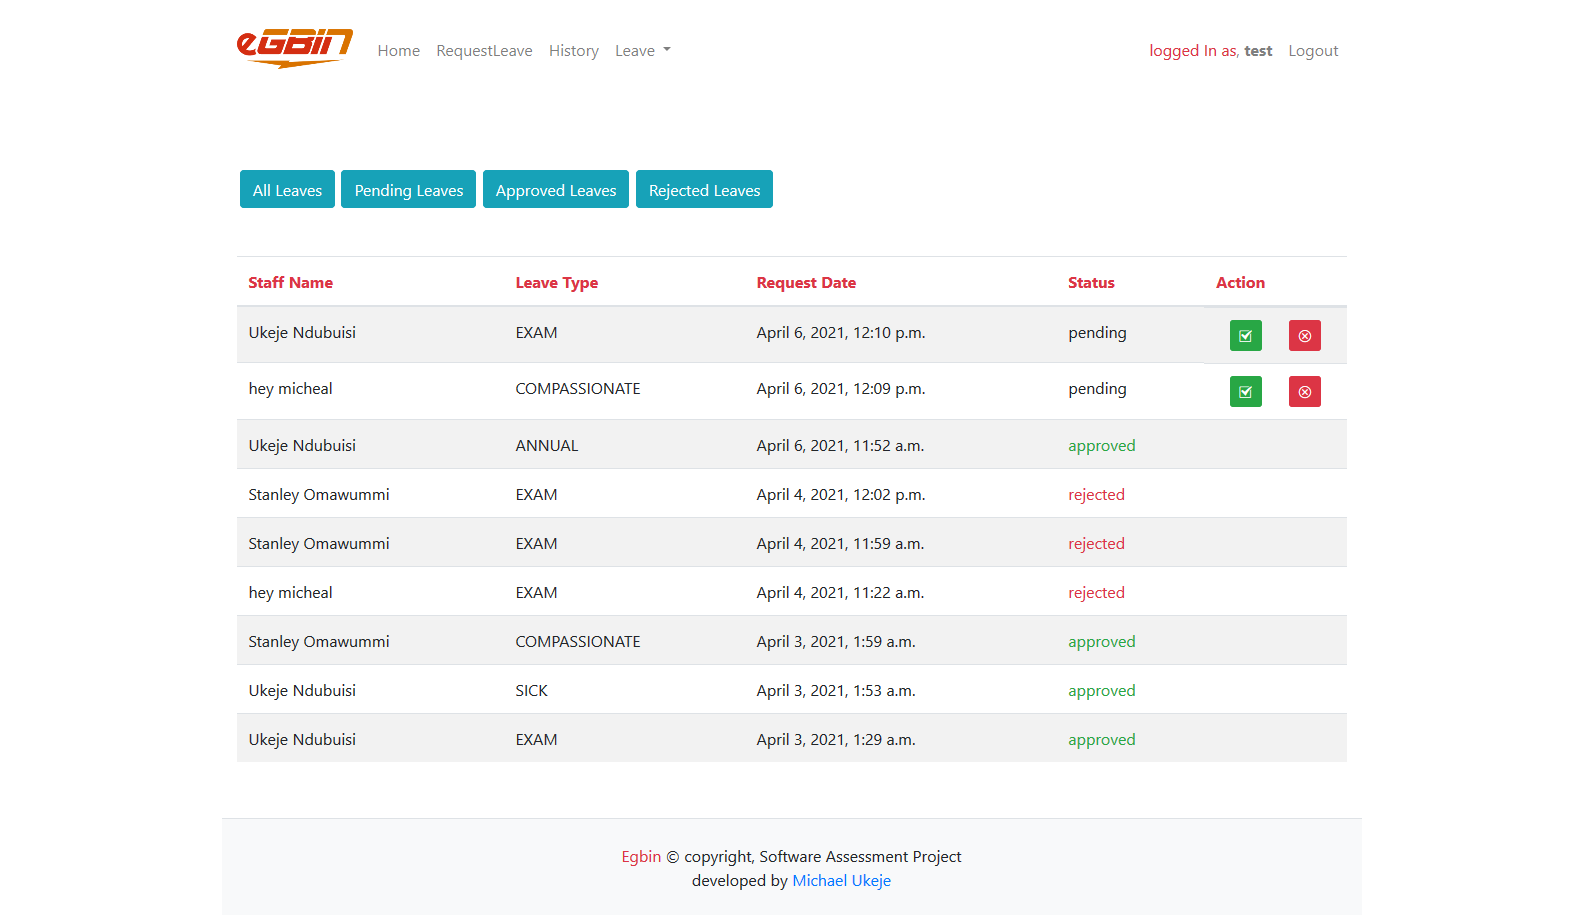 eGBIN Home RequestLeave History Leave logged In as, test Logout
All Leaves Pending Leaves Approved Leaves Rejected Leaves
Staff Name Leave Type Request Date Status Action
Ukeje Ndubuisi EXAM April 6, 2021, 12:10 p.m. pending
hey micheal COMPASSIONATE April 6, 2021, 12:09 p.m. pending
Ukeje Ndubuisi ANNUAL April 6, 2021, 11:52 a.m. approved
Stanley Omawummi EXAM April 4, 2021, 12:02 p.m. rejected
Stanley Omawummi EXAM April 4, 2021, 11:59 a.m. rejected
hey micheal EXAM April 4, 2021, 11:22 a.m. rejected
Stanley Omawummi COMPASSIONATE April 3, 2021, 1:59 a.m. approved
Ukeje Ndubuisi SICK April 3, 2021, 1:53 a.m. approved
Ukeje Ndubuisi EXAM April 3, 2021, 1:29 a.m. approved
Egbin © copyright, Software Assessment Project
developed by Michael Ukeje